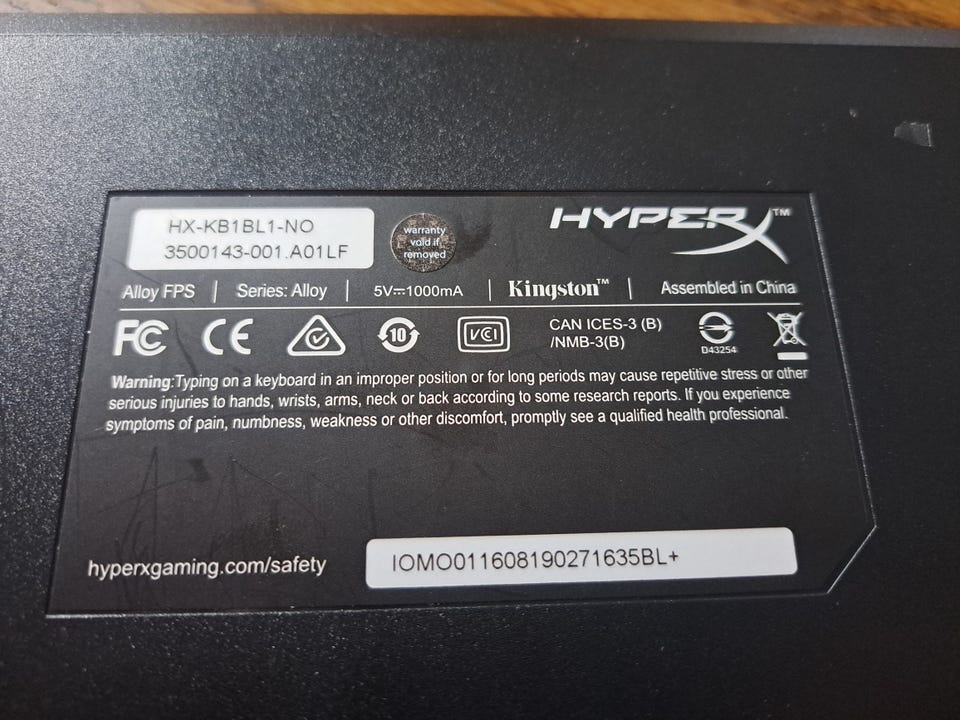 HX-KB1BL1-NO
3500143-001.A01LF
warranty
void if
removed
HYPERX™
Alloy FPS | Series: Alloy | 5V⎓1000mA | Kingston™ | Assembled in China
FC CE 10 VCI CAN ICES-3 (B)
/NMB-3(B)
D43254
Warning:Typing on a keyboard in an improper position or for long periods may cause repetitive stress or other
serious injuries to hands, wrists, arms, neck or back according to some research reports. If you experience
symptoms of pain, numbness, weakness or other discomfort, promptly see a qualified health professional.
hyperxgaming.com/safety
IOMO011608190271635BL+